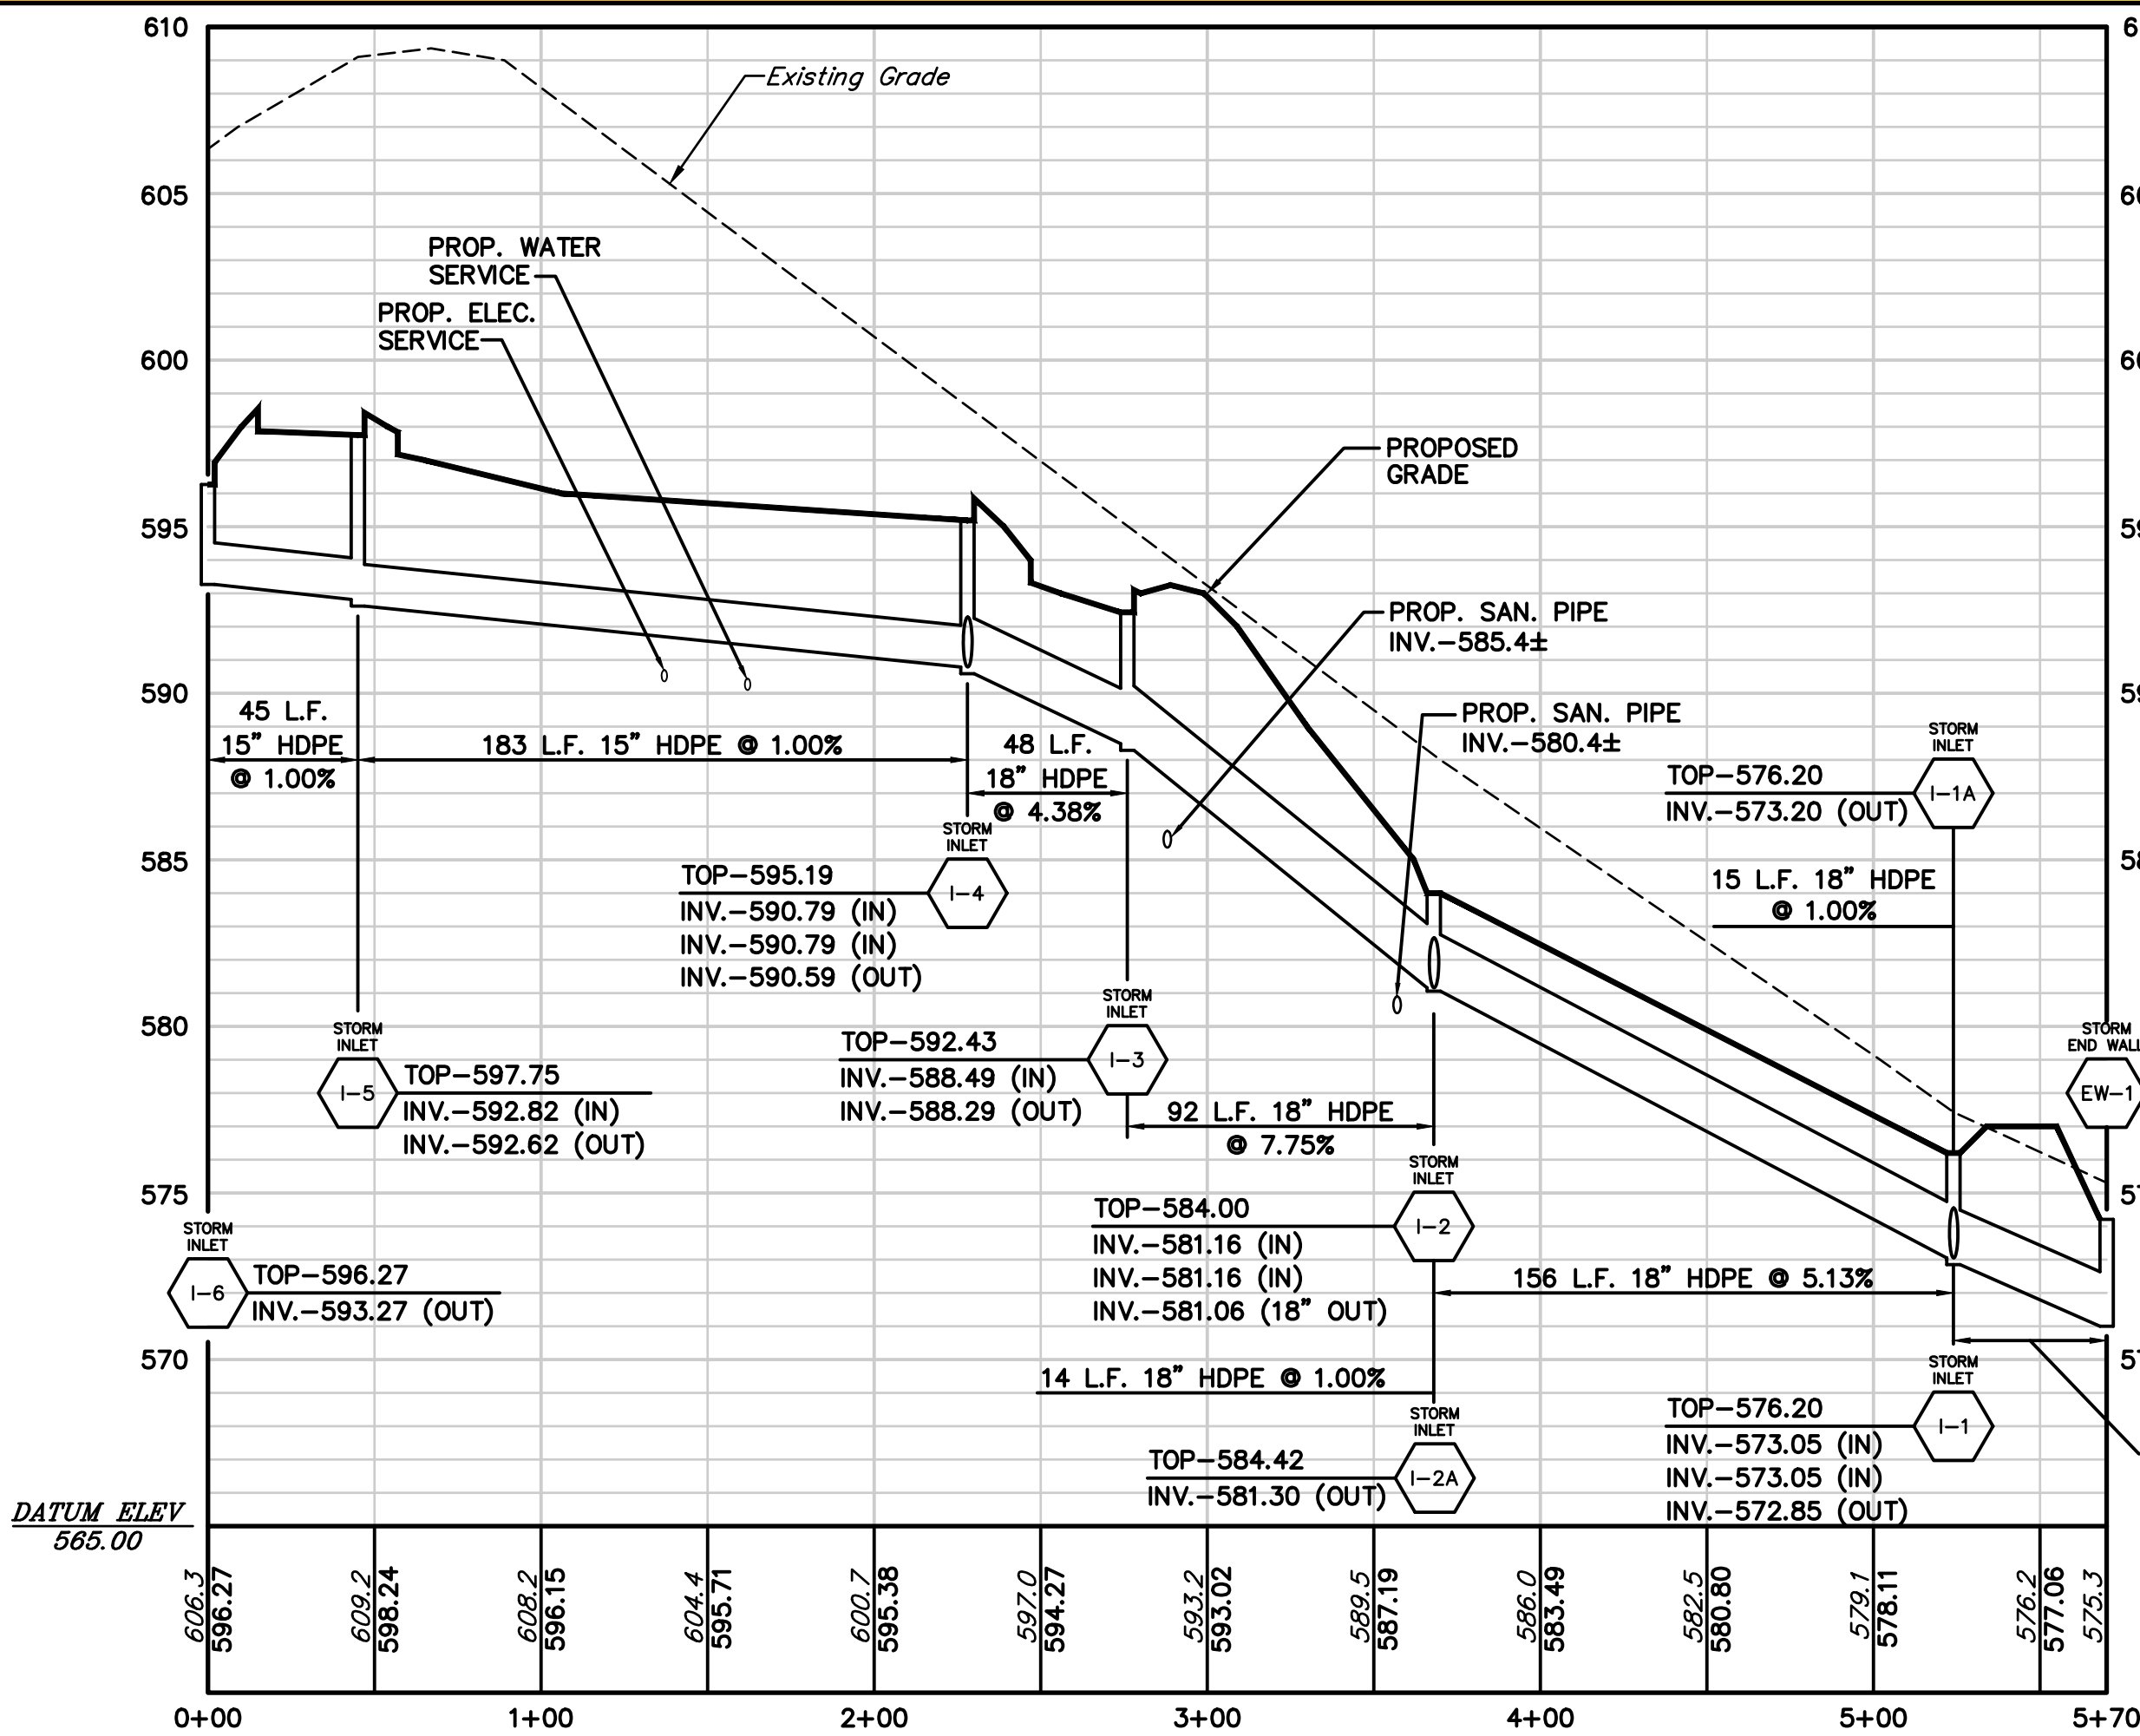 610
605
600
595
590
585
580
575
570
Existing Grade
PROP. WATER
SERVICE
PROP. ELEC.
SERVICE
PROPOSED
GRADE
PROP. SAN. PIPE
INV.-585.4±
PROP. SAN. PIPE
INV.-580.4±
45 L.F.
15" HDPE
@ 1.00%
183 L.F. 15" HDPE @ 1.00%
48 L.F.
18" HDPE
@ 4.38%
STORM
INLET
I-1A
TOP-576.20
INV.-573.20 (OUT)
15 L.F. 18" HDPE
@ 1.00%
STORM
INLET
I-4
TOP-595.19
INV.-590.79 (IN)
INV.-590.79 (IN)
INV.-590.59 (OUT)
STORM
INLET
I-3
TOP-592.43
INV.-588.49 (IN)
INV.-588.29 (OUT)
STORM
INLET
I-5
TOP-597.75
INV.-592.82 (IN)
INV.-592.62 (OUT)
STORM
END WALL
EW-1
92 L.F. 18" HDPE
@ 7.75%
STORM
INLET
I-2
TOP-584.00
INV.-581.16 (IN)
INV.-581.16 (IN)
INV.-581.06 (18" OUT)
STORM
INLET
I-6
TOP-596.27
INV.-593.27 (OUT)
156 L.F. 18" HDPE @ 5.13%
14 L.F. 18" HDPE @ 1.00%
STORM
INLET
I-2A
TOP-584.42
INV.-581.30 (OUT)
STORM
INLET
I-1
TOP-576.20
INV.-573.05 (IN)
INV.-573.05 (IN)
INV.-572.85 (OUT)
DATUM ELEV
565.00
606.3
596.27
609.2
598.24
608.2
596.15
604.4
595.71
600.7
595.38
597.0
594.27
593.2
593.02
589.5
587.19
586.0
583.49
582.5
580.80
579.1
578.11
576.2
577.06
575.3
0+00
1+00
2+00
3+00
4+00
5+00
5+70